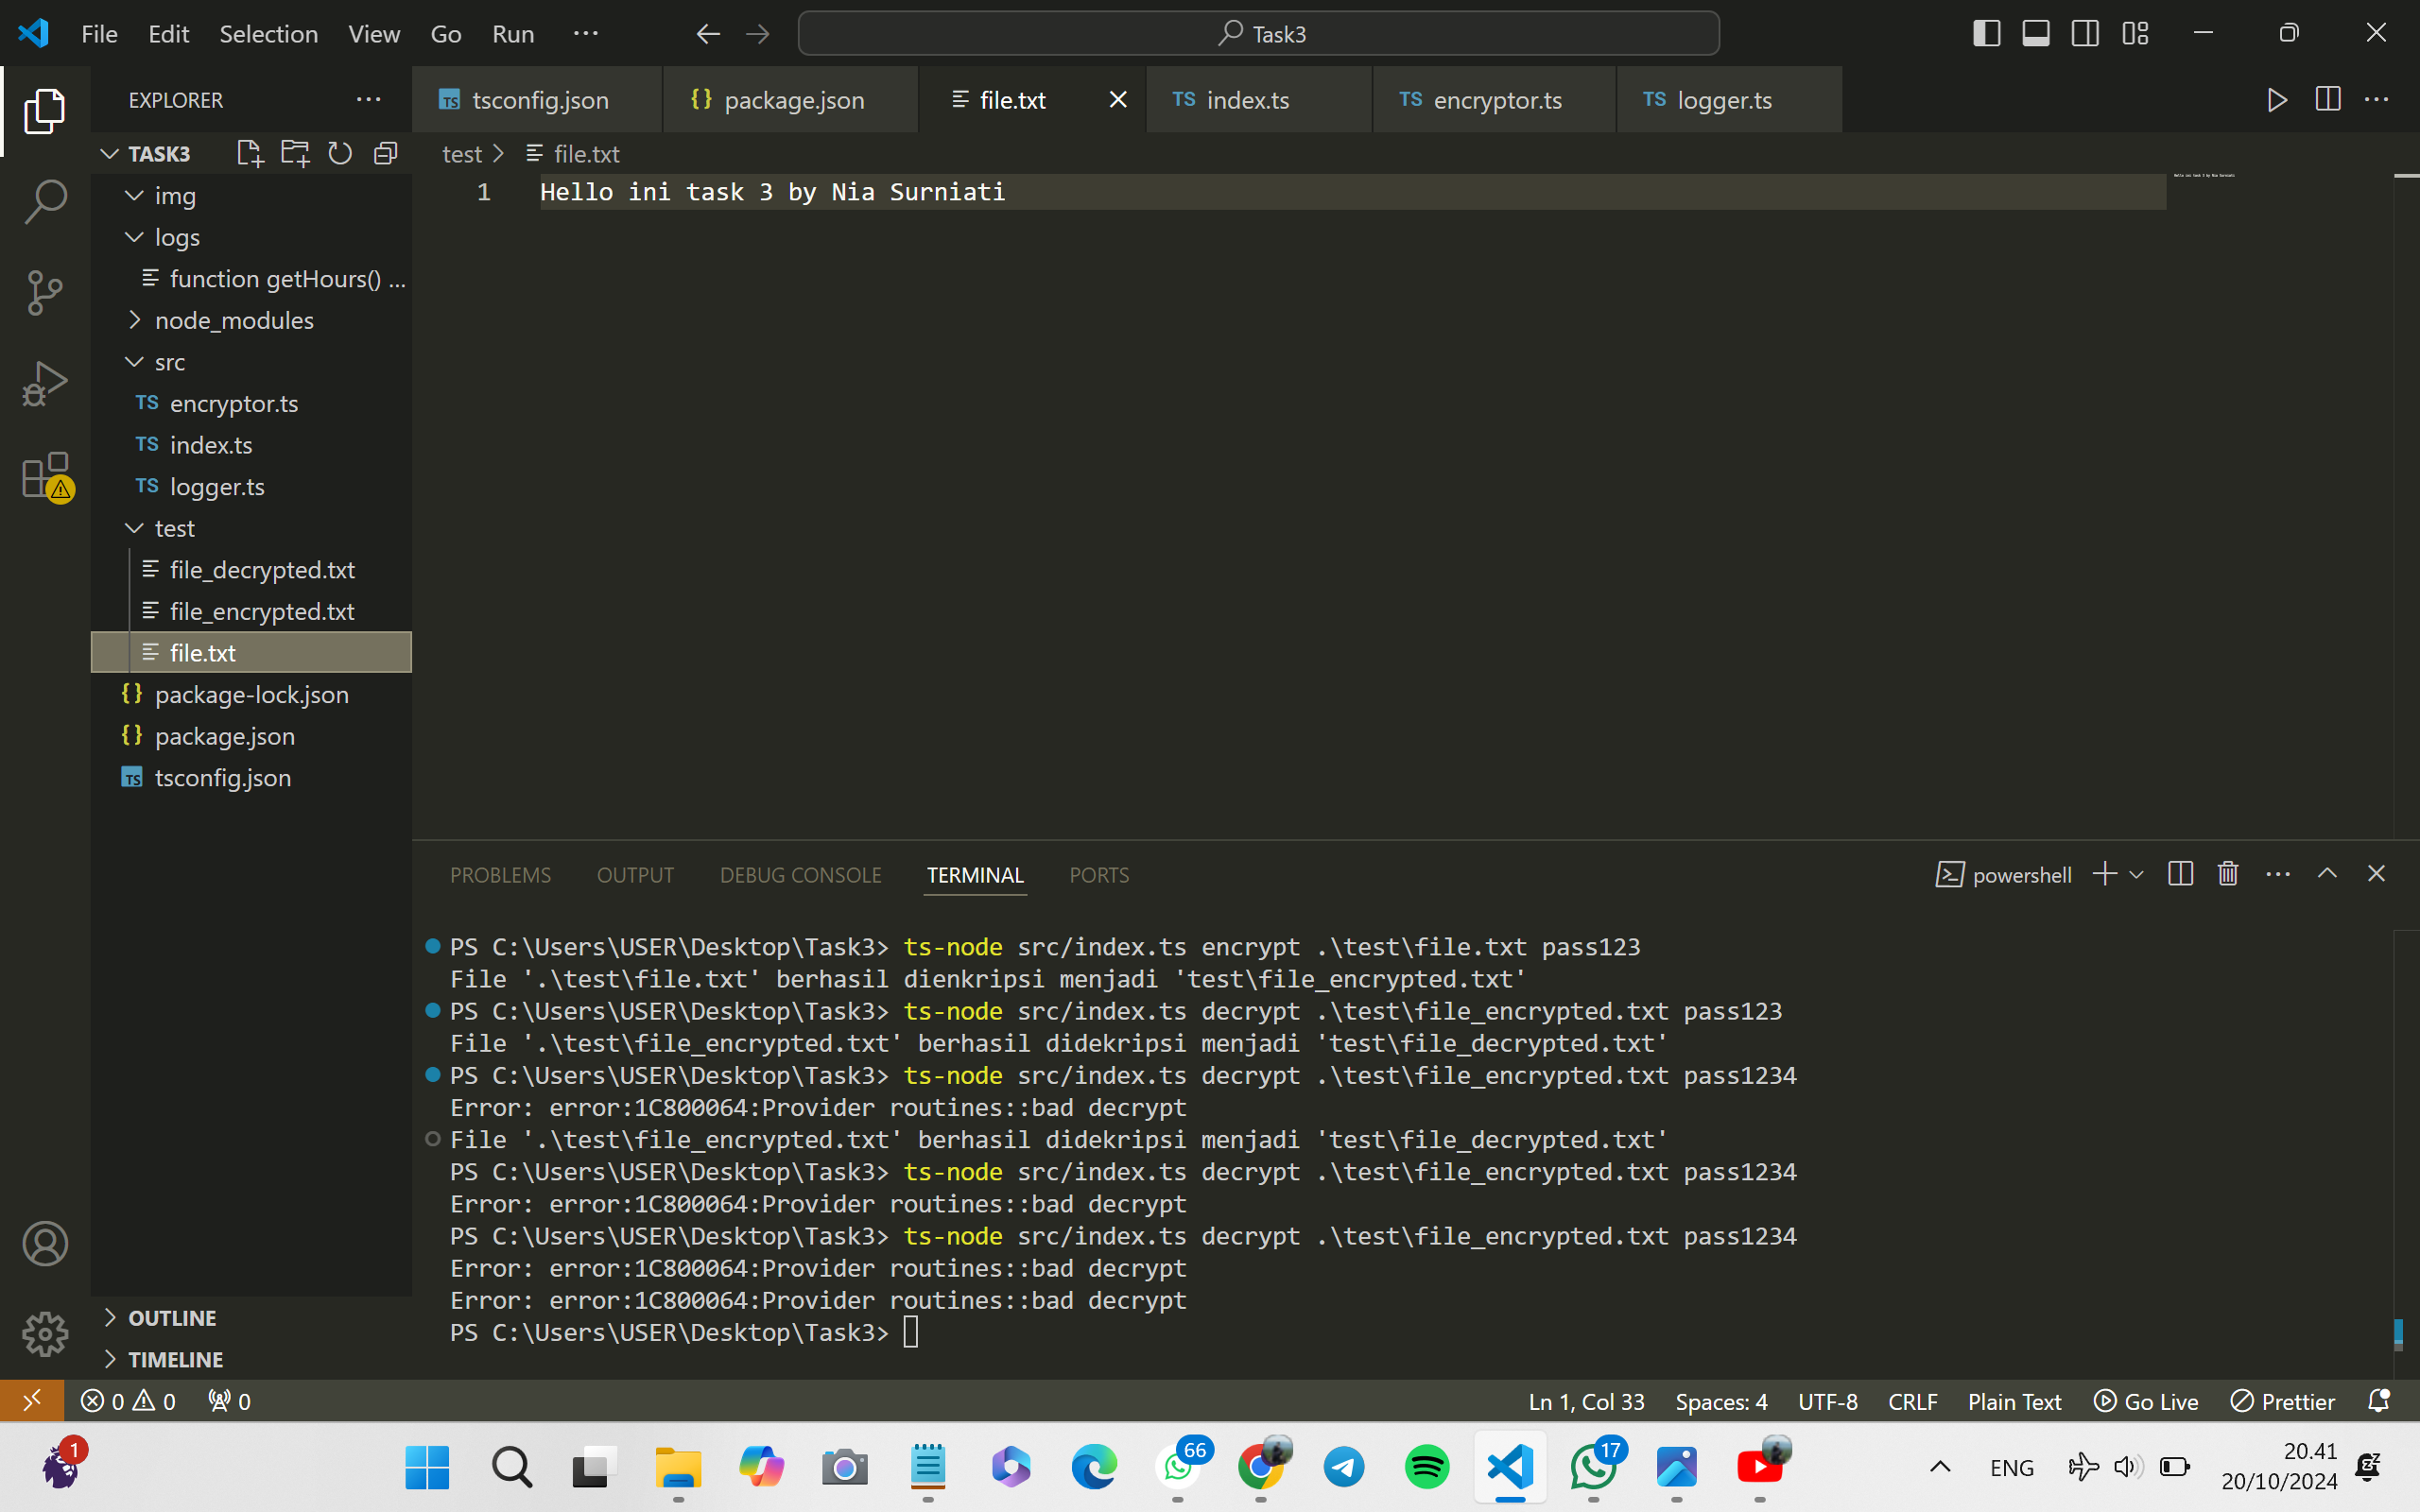 File Edit Selection View Go Run ··· Task3
EXPLORER ···
TS tsconfig.json
{} package.json
file.txt
TS index.ts
TS encryptor.ts
TS logger.ts
TASK3
img
logs
function getHours() ...
node_modules
src
TS encryptor.ts
TS index.ts
TS logger.ts
test
file_decrypted.txt
file_encrypted.txt
file.txt
{} package-lock.json
{} package.json
TS tsconfig.json
OUTLINE
TIMELINE
test > file.txt
1 Hello ini task 3 by Nia Surniati
Hello ini task 3 by Nia Surniati
PROBLEMS OUTPUT DEBUG CONSOLE TERMINAL PORTS
powershell
PS C:\Users\USER\Desktop\Task3> ts-node src/index.ts encrypt .\test\file.txt pass123
File '.\test\file.txt' berhasil dienkripsi menjadi 'test\file_encrypted.txt'
PS C:\Users\USER\Desktop\Task3> ts-node src/index.ts decrypt .\test\file_encrypted.txt pass123
File '.\test\file_encrypted.txt' berhasil didekripsi menjadi 'test\file_decrypted.txt'
PS C:\Users\USER\Desktop\Task3> ts-node src/index.ts decrypt .\test\file_encrypted.txt pass1234
Error: error:1C800064:Provider routines::bad decrypt
File '.\test\file_encrypted.txt' berhasil didekripsi menjadi 'test\file_decrypted.txt'
PS C:\Users\USER\Desktop\Task3> ts-node src/index.ts decrypt .\test\file_encrypted.txt pass1234
Error: error:1C800064:Provider routines::bad decrypt
PS C:\Users\USER\Desktop\Task3> ts-node src/index.ts decrypt .\test\file_encrypted.txt pass1234
Error: error:1C800064:Provider routines::bad decrypt
Error: error:1C800064:Provider routines::bad decrypt
PS C:\Users\USER\Desktop\Task3>
0 0 0
Ln 1, Col 33 Spaces: 4 UTF-8 CRLF Plain Text Go Live Prettier
1
66
17
ENG
20.41
20/10/2024